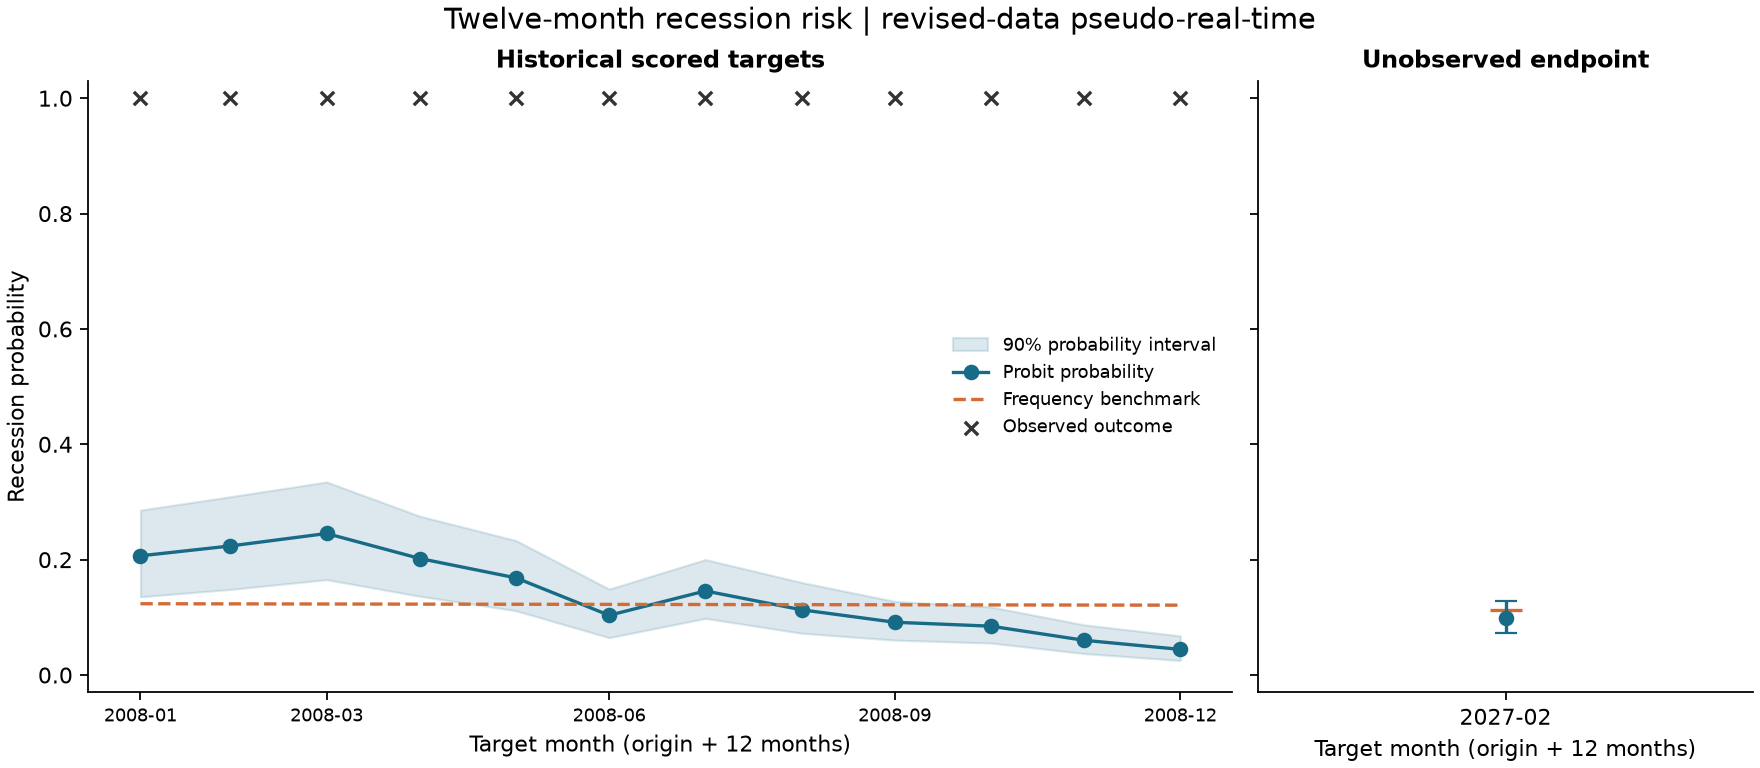 Twelve-month recession risk | revised-data pseudo-real-time
Historical scored targets
Unobserved endpoint
Recession probability
1.0
0.8
0.6
0.4
0.2
0.0
90% probability interval
Probit probability
Frequency benchmark
Observed outcome
2008-01
2008-03
2008-06
2008-09
2008-12
Target month (origin + 12 months)
2027-02
Target month (origin + 12 months)